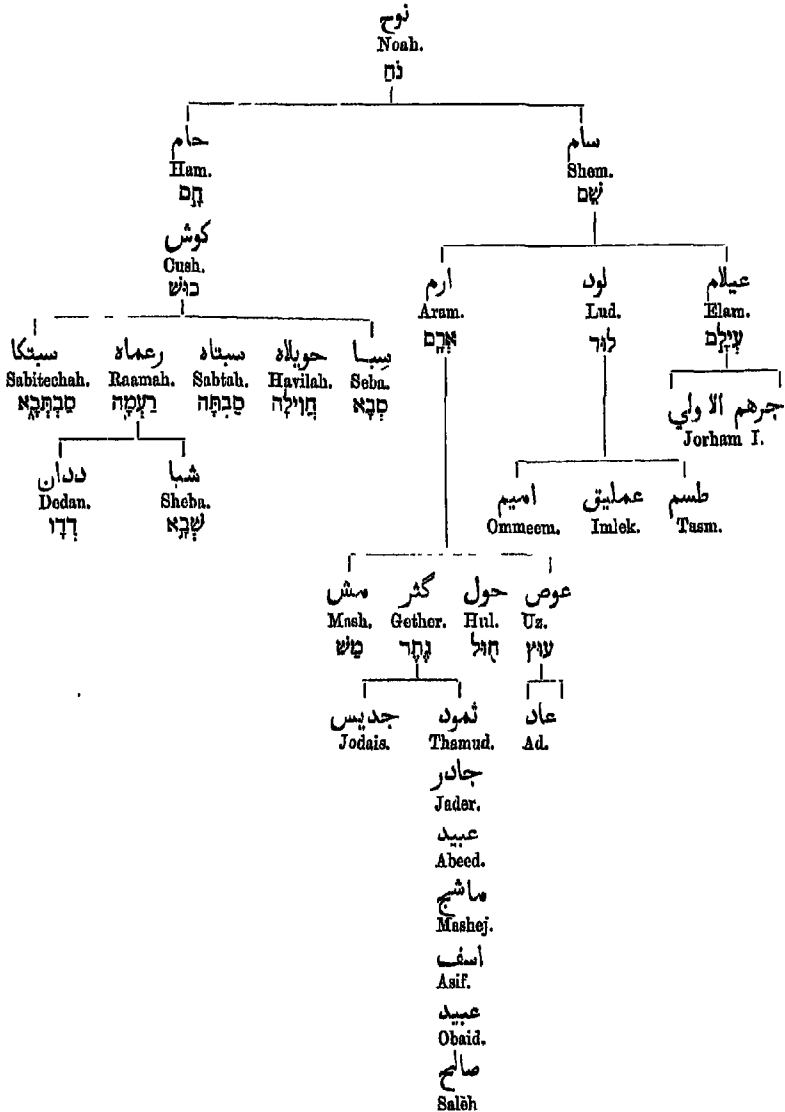 نوح
Noah.
נֹחַ
حام
Ham.
חָם
سام
Shem.
שֵׁם
كوش
Cush.
כּוּשׁ
ارم
Aram.
אֲרָם
لود
Lud.
לוּד
عيلام
Elam.
עֵילָם
سبتكا
Sabitechah.
סַבְתְּכָא
رعماه
Raamah.
רַעְמָה
سبتاه
Sabtah.
סַבְתָּה
حويلاه
Havilah.
חֲוִילָה
سِبـا
Seba.
סְבָא
جرهم الاولي
Jorham I.
ددان
Dedan.
דְדָן
شبا
Sheba.
שְׁבָא
اميم
Ommeem.
عمليق
Imlek.
طسم
Tasm.
مش
Mash.
מַשׁ
گثر
Gether.
גֶתֶר
حول
Hul.
חוּל
عوص
Uz.
עוּץ
جديس
Jodais.
ثمود
Thamud.
عاد
Ad.
جادر
Jader.
عبيد
Abeed.
ماشج
Mashej.
اسف
Asif.
عبيد
Obaid.
صالح
Salĕh